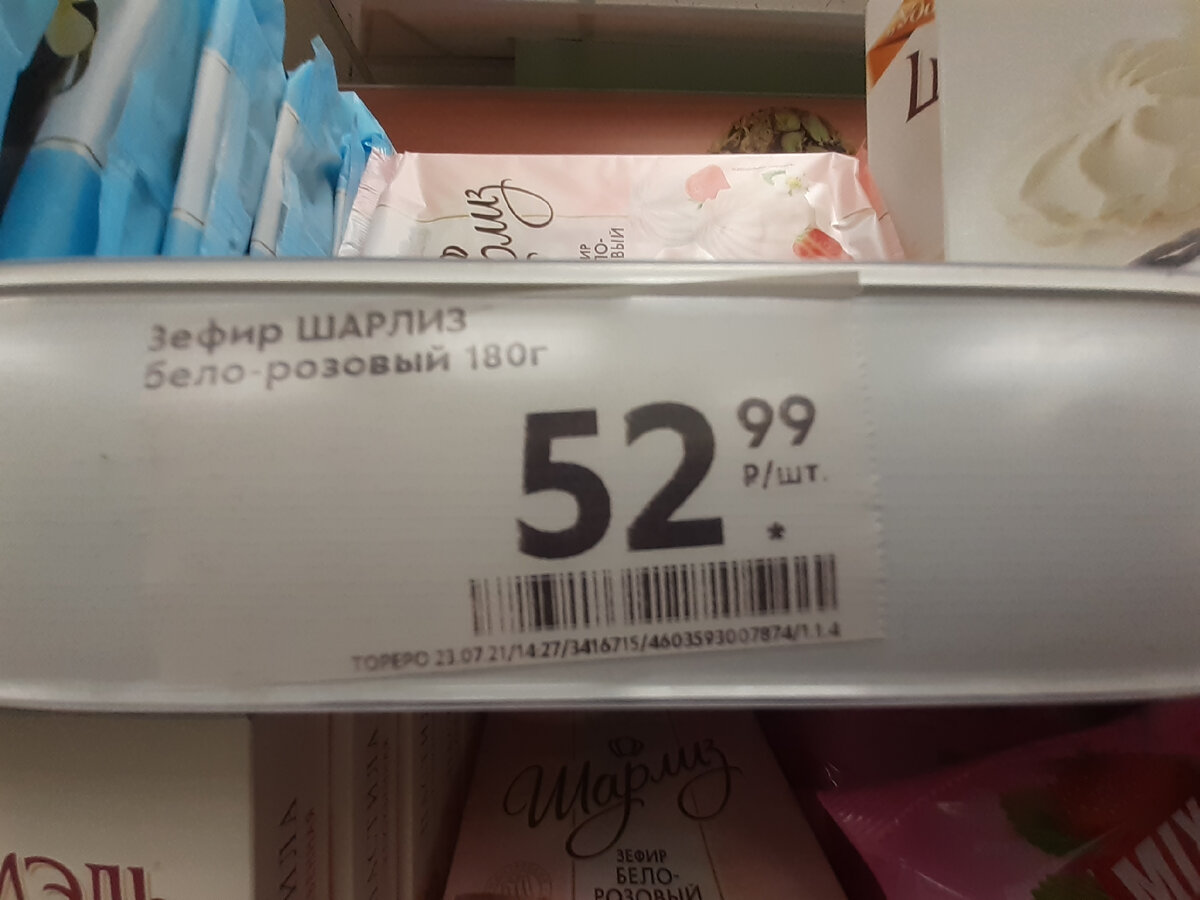 Зефир ШАРЛИЗ
бело-розовый 180г
52 99
₽/шт.
*
ТОРЕРО 23.07.21/14:27/3416715/4603593007874/1.1.4
Шарлиз
ЗЕФИР
БЕЛО-
РОЗОВЫЙ
MIX